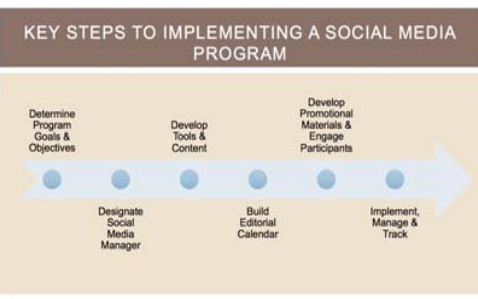 KEY STEPS TO IMPLEMENTING A SOCIAL MEDIA
PROGRAM
Determine
Program
Goals &
Objectives
Designate
Social
Media
Manager
Develop
Tools &
Content
Build
Editorial
Calendar
Develop
Promotional
Materials &
Engage
Participants
Implement,
Manage &
Track